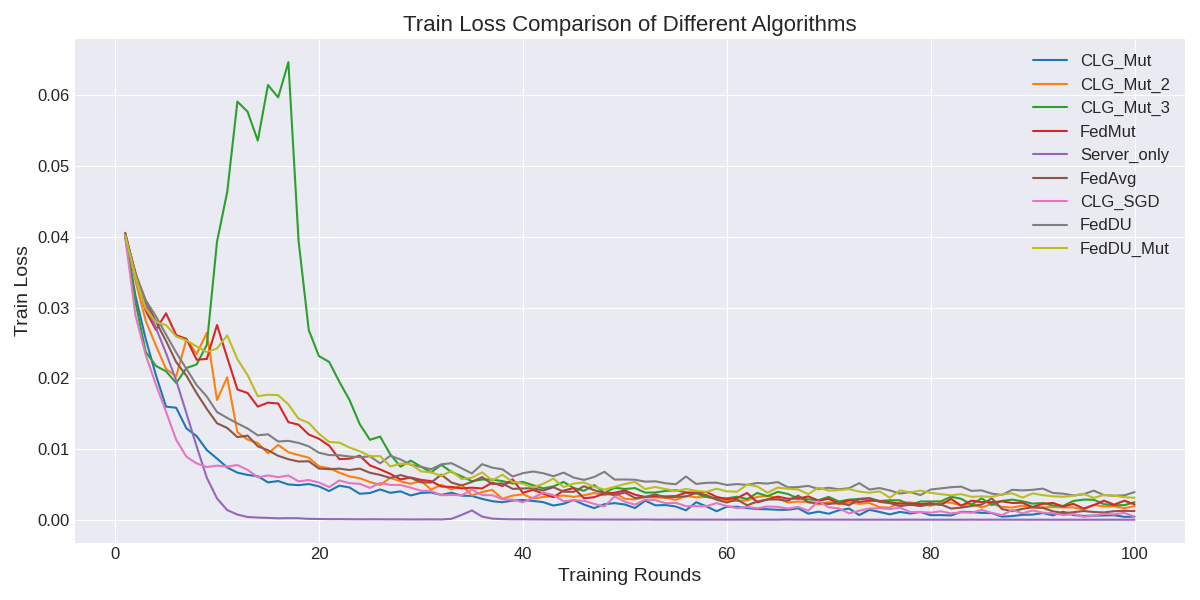 Train Loss Comparison of Different Algorithms
CLG_Mut
CLG_Mut_2
CLG_Mut_3
FedMut
Server_only
FedAvg
CLG_SGD
FedDU
FedDU_Mut
Train Loss
0.06
0.05
0.04
0.03
0.02
0.01
0.00
0 20 40 60 80 100
Training Rounds